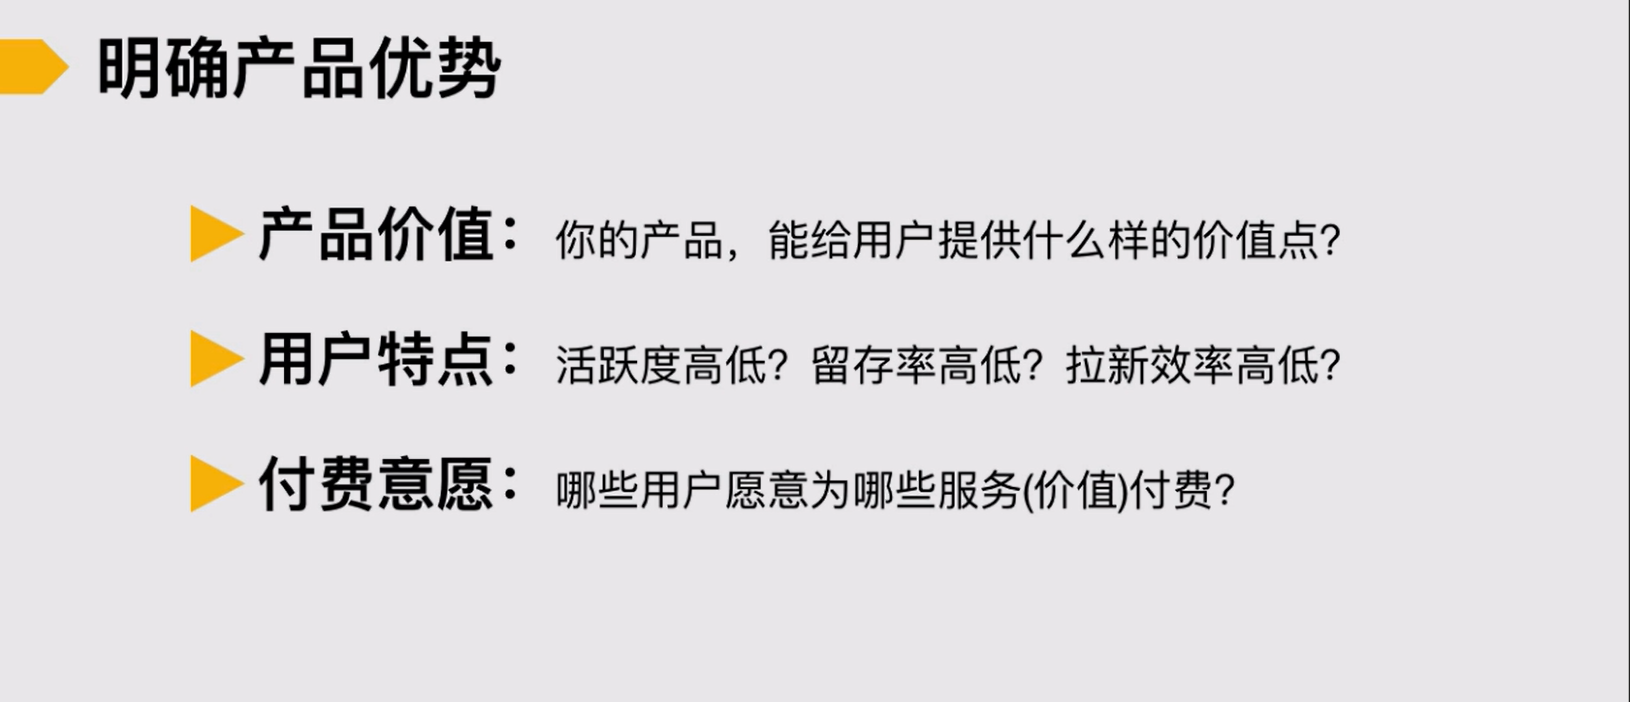 明确产品优势
产品价值：你的产品，能给用户提供什么样的价值点？
用户特点：活跃度高低？留存率高低？拉新效率高低？
付费意愿：哪些用户愿意为哪些服务(价值)付费？